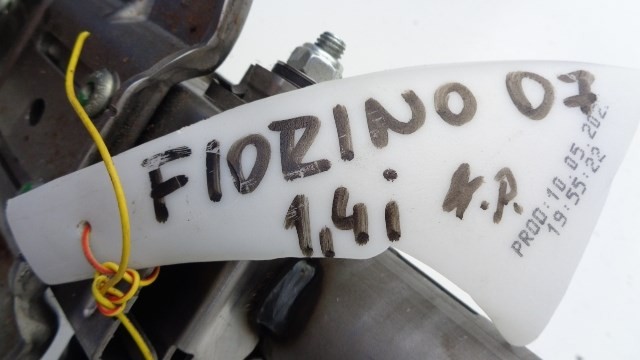 FIORINO 07
1,4i H.P.
PROD:10.05.202
19:55:22